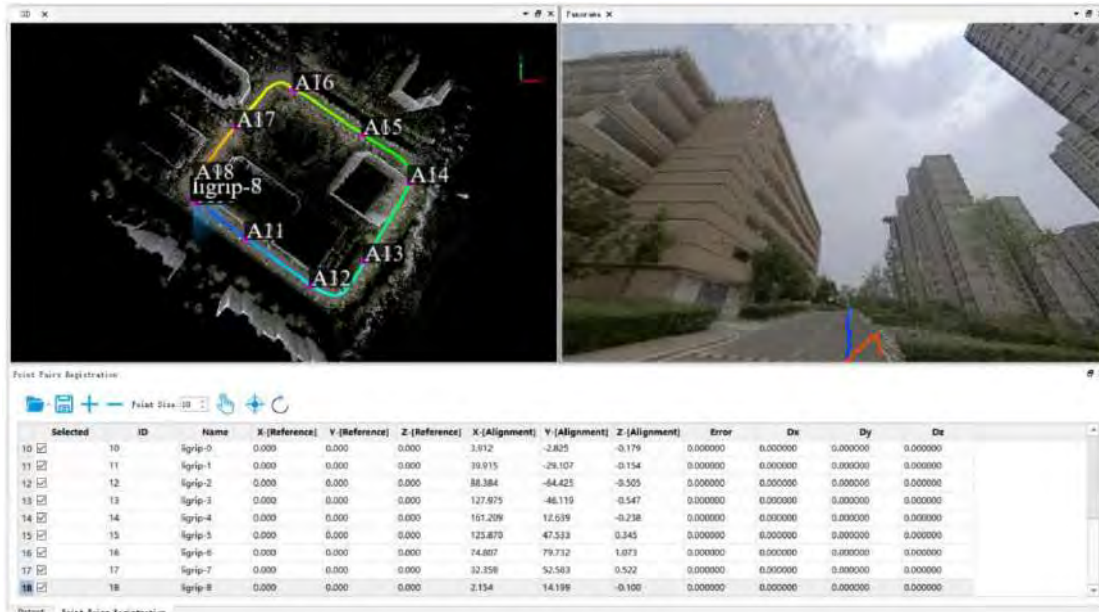 3D
Panorama
A16
A17
A15
A18
A14
ligrip-8
A11
A13
A12
Point Pairs Registration
Point Size 10
Selected ID Name X-[Reference] Y-[Reference] Z-[Reference] X-[Alignment] Y-[Alignment] Z-[Alignment] Error Dx Dy Dz
10 10 ligrip-0 0.000 0.000 0.000 3.912 -2.825 -0.179 0.000000 0.000000 0.000000 0.000000
11 11 ligrip-1 0.000 0.000 0.000 39.915 -29.107 -0.154 0.000000 0.000000 0.000000 0.000000
12 12 ligrip-2 0.000 0.000 0.000 88.384 -64.425 -0.505 0.000000 0.000000 0.000000 0.000000
13 13 ligrip-3 0.000 0.000 0.000 127.975 -46.119 -0.547 0.000000 0.000000 0.000000 0.000000
14 14 ligrip-4 0.000 0.000 0.000 161.209 12.639 -0.238 0.000000 0.000000 0.000000 0.000000
15 15 ligrip-5 0.000 0.000 0.000 125.870 47.533 0.345 0.000000 0.000000 0.000000 0.000000
16 16 ligrip-6 0.000 0.000 0.000 74.807 79.732 1.073 0.000000 0.000000 0.000000 0.000000
17 17 ligrip-7 0.000 0.000 0.000 32.358 52.583 0.522 0.000000 0.000000 0.000000 0.000000
18 18 ligrip-8 0.000 0.000 0.000 2.154 14.199 -0.100 0.000000 0.000000 0.000000 0.000000
Point Pairs Registration